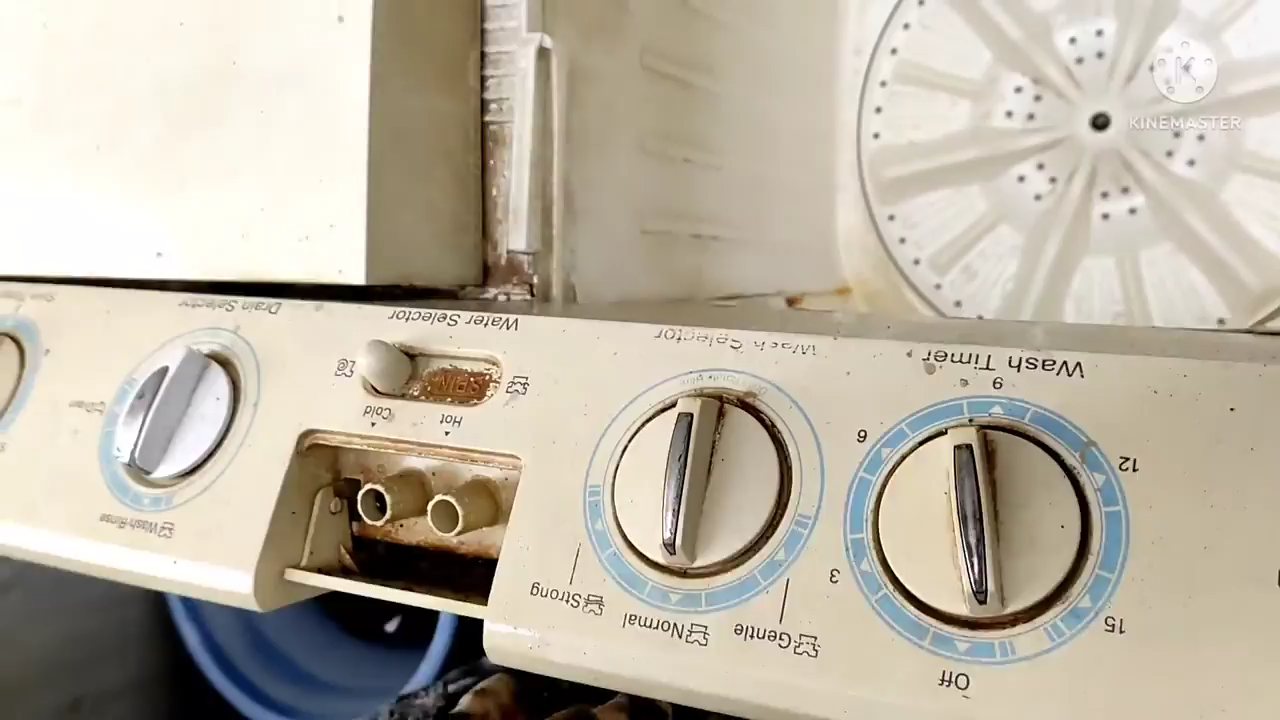 K
KINEMASTER
Drain Selector
Water Selector
Wash Selector
Wash Timer
9
6
12
SPIN
Cold
Hot
3
15
Wash-Rinse
Strong
Normal
Gentle
Off